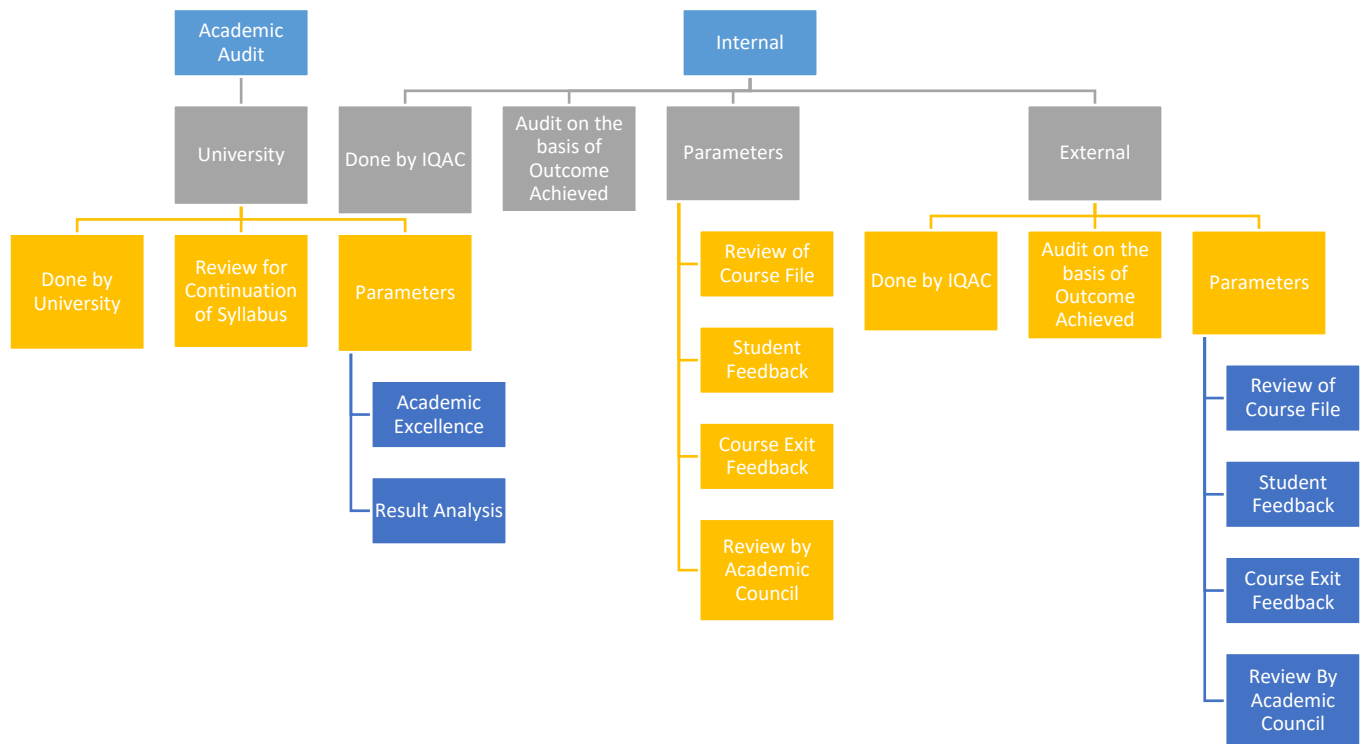 Academic
Audit
Internal
University
Done by IQAC
Audit on the
basis of
Outcome
Achieved
Parameters
External
Done by
University
Review for
Continuation
of Syllabus
Parameters
Academic
Excellence
Result Analysis
Review of
Course File
Student
Feedback
Course Exit
Feedback
Review by
Academic
Council
Done by IQAC
Audit on the
basis of
Outcome
Achieved
Parameters
Review of
Course File
Student
Feedback
Course Exit
Feedback
Review By
Academic
Council